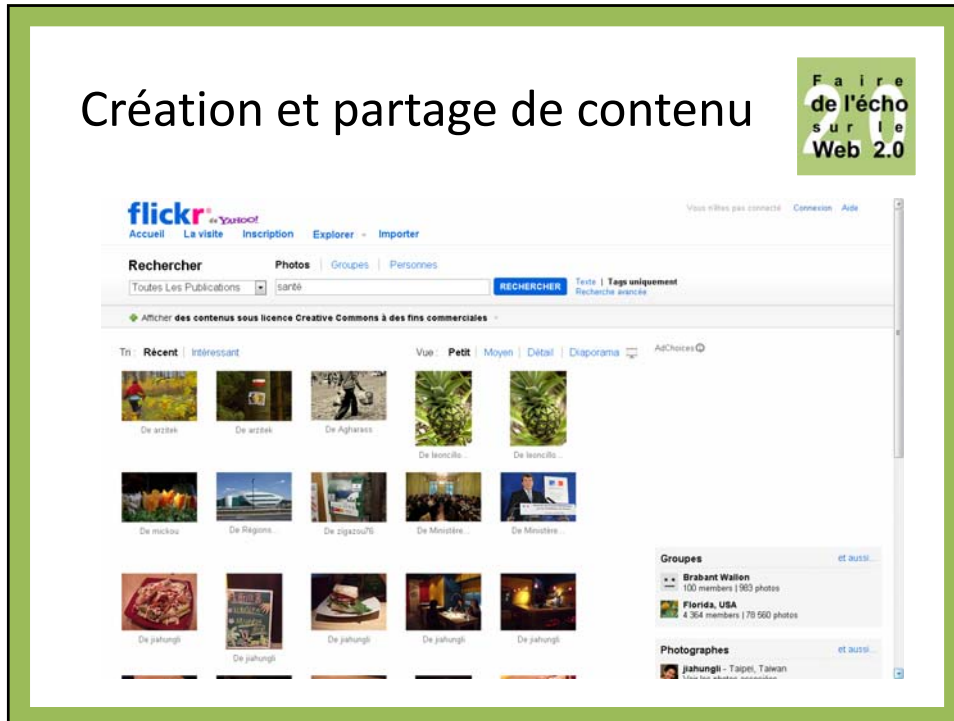 Création et partage de contenu
Faire
de l'écho
sur le
Web 2.0
2.0
flickr de YAHOO!
Vous n'êtes pas connecté Connexion Aide
Accueil La visite Inscription Explorer Importer
Rechercher Photos | Groupes | Personnes
Toutes Les Publications santé RECHERCHER Texte | Tags uniquement
Recherche avancée
Afficher des contenus sous licence Creative Commons à des fins commerciales
Tri : Récent | Intéressant Vue : Petit | Moyen | Détail | Diaporama AdChoices
De arzitek De arzitek De Agharass
De leoncillo... De leoncillo...
De mickou De Régions... De zigazou76 De Ministère... De Ministère...
De jiahungli De jiahungli De jiahungli De jiahungli
De jiahungli
Groupes et aussi...
Brabant Wallon
100 members | 983 photos
Florida, USA
4 364 members | 78 560 photos
Photographes et aussi...
jiahungli - Taipei, Taiwan